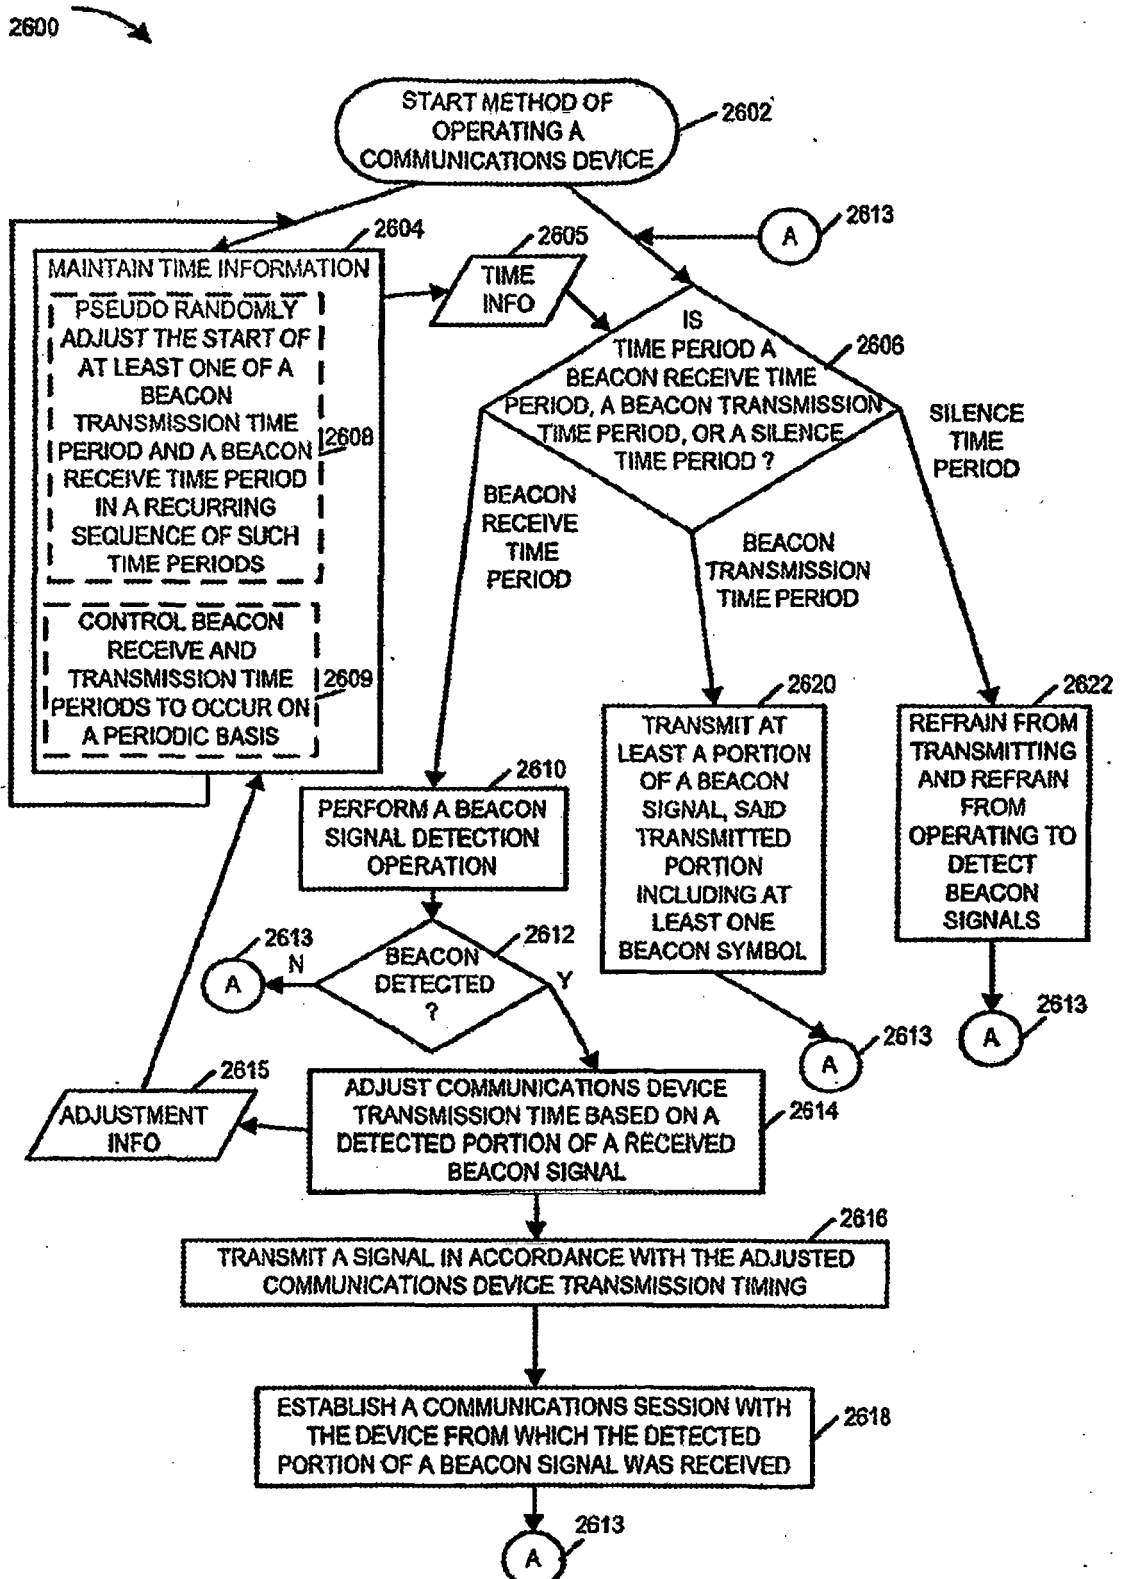 2600
START METHOD OF
OPERATING A
COMMUNICATIONS DEVICE
2602
A
2613
2604
MAINTAIN TIME INFORMATION
2605
TIME
INFO
PSEUDO RANDOMLY
ADJUST THE START OF
AT LEAST ONE OF A
BEACON
TRANSMISSION TIME
PERIOD AND A BEACON
RECEIVE TIME PERIOD
IN A RECURRING
SEQUENCE OF SUCH
TIME PERIODS
2608
CONTROL BEACON
RECEIVE AND
TRANSMISSION TIME
PERIODS TO OCCUR ON
A PERIODIC BASIS
2609
IS
TIME PERIOD A
BEACON RECEIVE TIME
PERIOD, A BEACON TRANSMISSION
TIME PERIOD, OR A SILENCE
TIME PERIOD ?
2606
SILENCE
TIME
PERIOD
BEACON
RECEIVE
TIME
PERIOD
BEACON
TRANSMISSION
TIME PERIOD
2610
PERFORM A BEACON
SIGNAL DETECTION
OPERATION
2620
TRANSMIT AT
LEAST A PORTION
OF A BEACON
SIGNAL, SAID
TRANSMITTED
PORTION
INCLUDING AT
LEAST ONE
BEACON SYMBOL
2622
REFRAIN FROM
TRANSMITTING
AND REFRAIN
FROM
OPERATING TO
DETECT
BEACON
SIGNALS
2613
A
N
BEACON
DETECTED
?
2612
Y
A
2613
A
2613
2615
ADJUSTMENT
INFO
ADJUST COMMUNICATIONS DEVICE
TRANSMISSION TIME BASED ON A
DETECTED PORTION OF A RECEIVED
BEACON SIGNAL
2614
2616
TRANSMIT A SIGNAL IN ACCORDANCE WITH THE ADJUSTED
COMMUNICATIONS DEVICE TRANSMISSION TIMING
ESTABLISH A COMMUNICATIONS SESSION WITH
THE DEVICE FROM WHICH THE DETECTED
PORTION OF A BEACON SIGNAL WAS RECEIVED
2618
A
2613